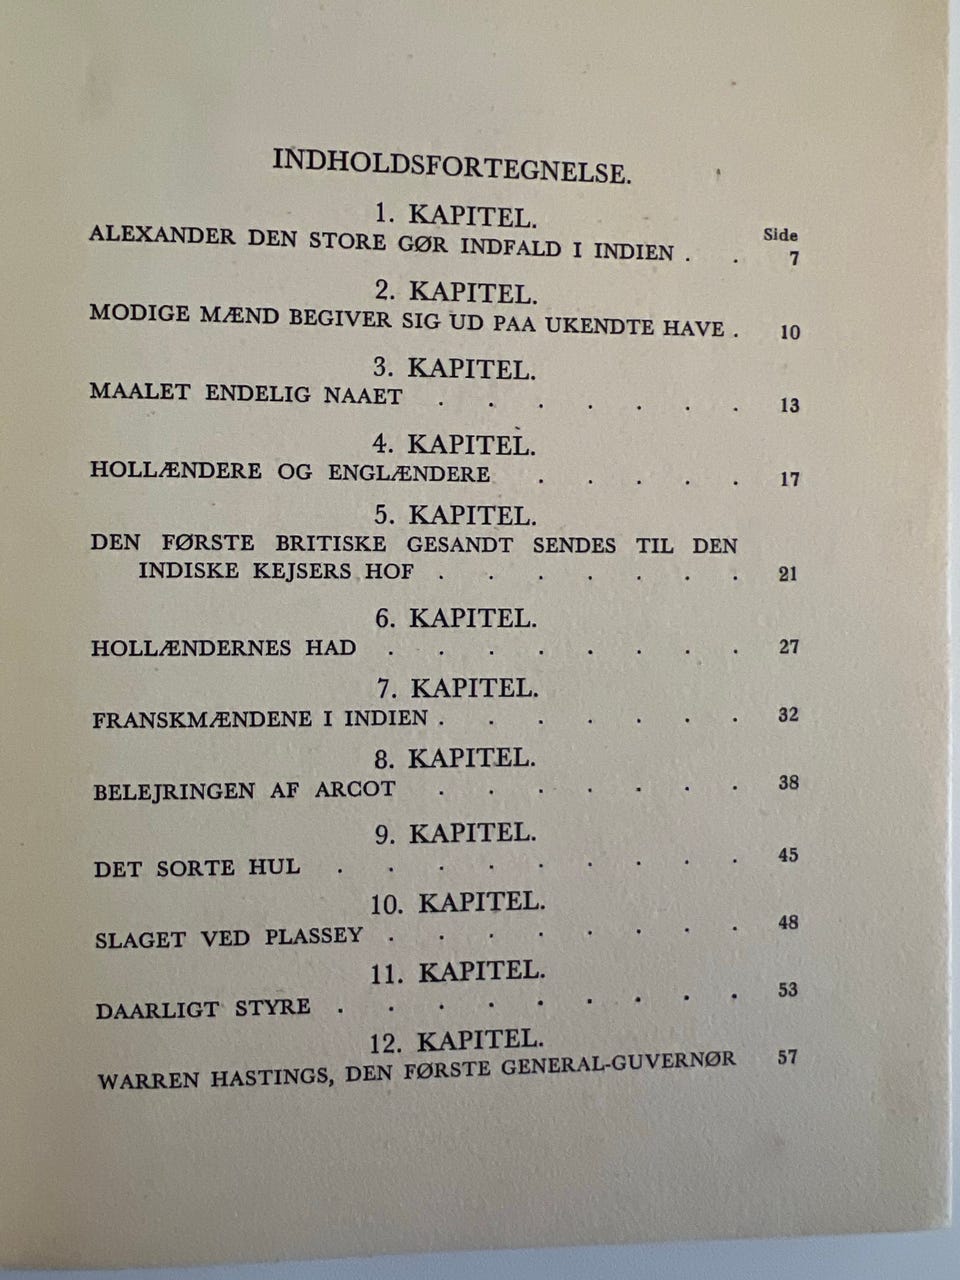 INDHOLDSFORTEGNELSE.
1. KAPITEL.
Side
ALEXANDER DEN STORE GØR INDFALD I INDIEN . . 7
2. KAPITEL.
MODIGE MÆND BEGIVER SIG UD PAA UKENDTE HAVE . 10
3. KAPITEL.
MAALET ENDELIG NAAET . . . . . . . 13
4. KAPITEL.
HOLLÆNDERE OG ENGLÆNDERE . . . . . 17
5. KAPITEL.
DEN FØRSTE BRITISKE GESANDT SENDES TIL DEN
INDISKE KEJSERS HOF . . . . . . . 21
6. KAPITEL.
HOLLÆNDERNES HAD . . . . . . . . 27
7. KAPITEL.
FRANSKMÆNDENE I INDIEN . . . . . . . 32
8. KAPITEL.
BELEJRINGEN AF ARCOT . . . . . . . 38
9. KAPITEL.
DET SORTE HUL . . . . . . . . . 45
10. KAPITEL.
SLAGET VED PLASSEY . . . . . . . . 48
11. KAPITEL.
DAARLIGT STYRE . . . . . . . . . 53
12. KAPITEL.
WARREN HASTINGS, DEN FØRSTE GENERAL-GUVERNØR 57